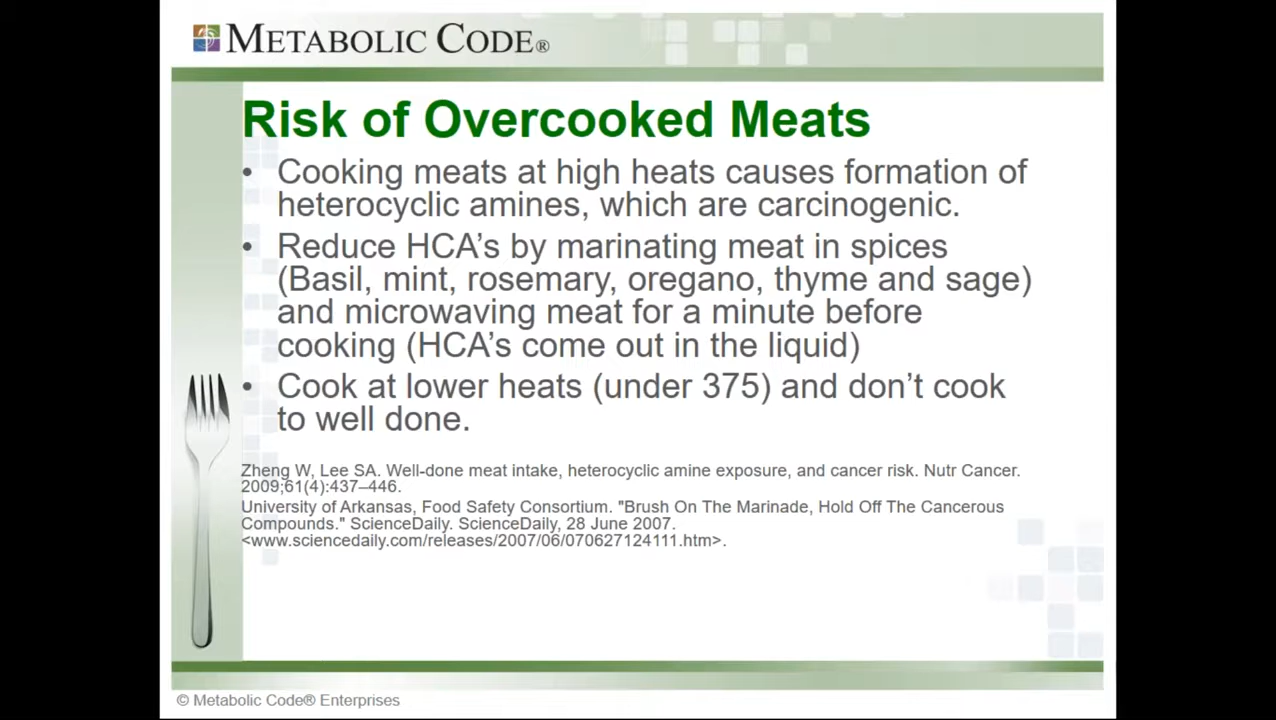 METABOLIC CODE®
Risk of Overcooked Meats
• Cooking meats at high heats causes formation of
heterocyclic amines, which are carcinogenic.
• Reduce HCA’s by marinating meat in spices
(Basil, mint, rosemary, oregano, thyme and sage)
and microwaving meat for a minute before
cooking (HCA’s come out in the liquid)
• Cook at lower heats (under 375) and don’t cook
to well done.
Zheng W, Lee SA. Well-done meat intake, heterocyclic amine exposure, and cancer risk. Nutr Cancer.
2009;61(4):437–446.
University of Arkansas, Food Safety Consortium. "Brush On The Marinade, Hold Off The Cancerous
Compounds." ScienceDaily. ScienceDaily, 28 June 2007.
<www.sciencedaily.com/releases/2007/06/070627124111.htm>.
© Metabolic Code® Enterprises